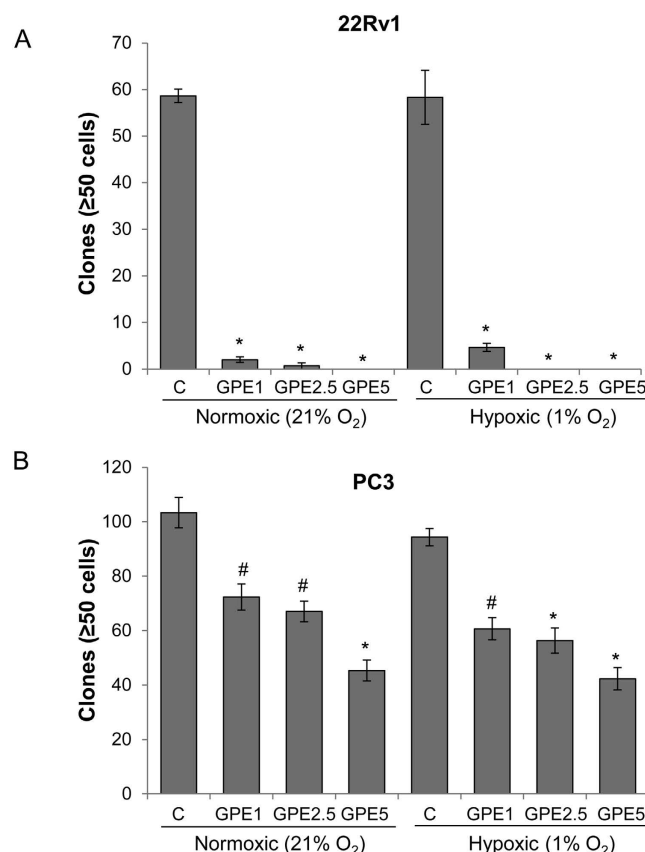 A
22Rv1
Clones (≥50 cells)
70
60
50
40
30
20
10
0
* * * * * *
C GPE1 GPE2.5 GPE5 C GPE1 GPE2.5 GPE5
Normoxic (21% O₂) Hypoxic (1% O₂)
B
PC3
Clones (≥50 cells)
120
100
80
60
40
20
0
# # * # * *
C GPE1 GPE2.5 GPE5 C GPE1 GPE2.5 GPE5
Normoxic (21% O₂) Hypoxic (1% O₂)